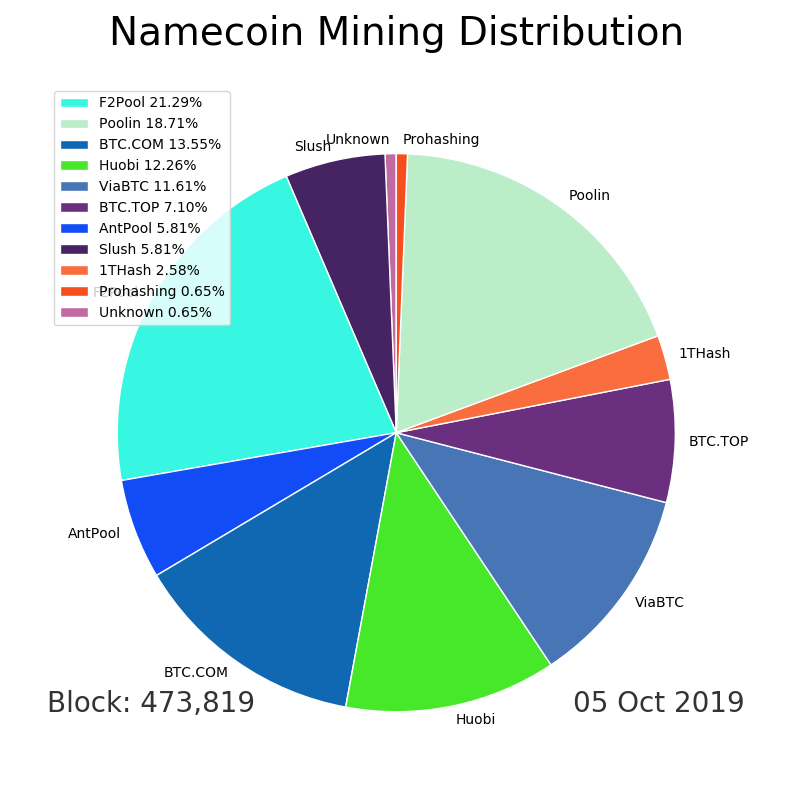 Namecoin Mining Distribution
F2Pool 21.29%
Poolin 18.71%
BTC.COM 13.55%
Huobi 12.26%
ViaBTC 11.61%
BTC.TOP 7.10%
AntPool 5.81%
Slush 5.81%
1THash 2.58%
Prohashing 0.65%
Unknown 0.65%
Slush
Unknown
Prohashing
Poolin
1THash
BTC.TOP
AntPool
ViaBTC
BTC.COM
Huobi
Block: 473,819
05 Oct 2019